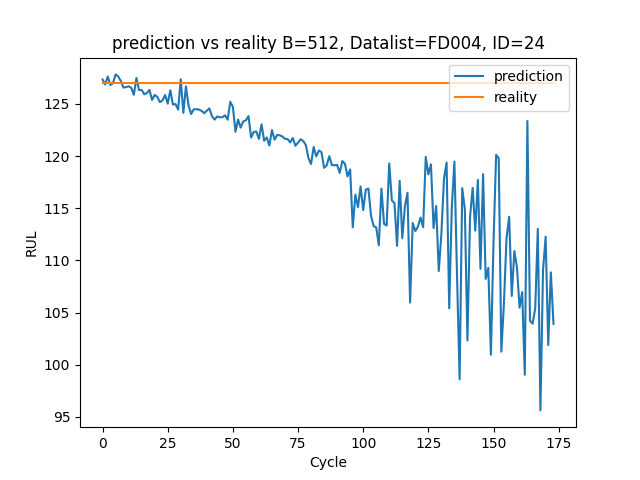 prediction vs reality B=512, Datalist=FD004, ID=24
prediction
reality
RUL
125
120
115
110
105
100
95
0 25 50 75 100 125 150 175
Cycle